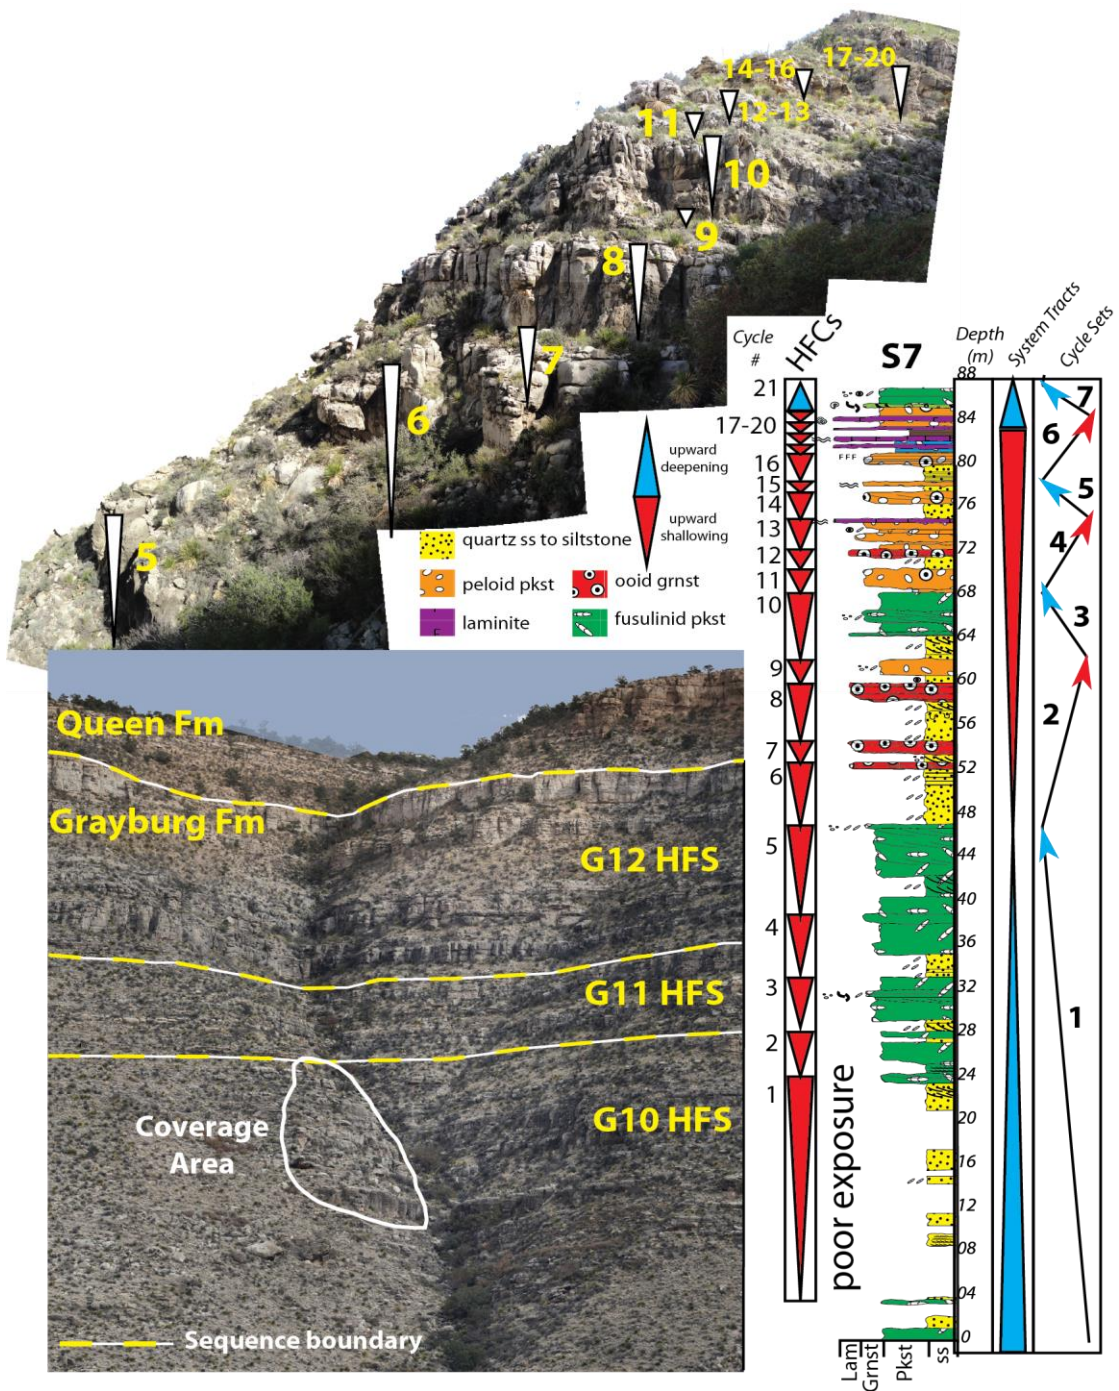 17-20
14-16
12-13
11
10
9
8
7
6
5
upward
deepening
upward
shallowing
quartz ss to siltstone
peloid pkst
ooid grnst
laminite
F
fusulinid pkst
Queen Fm
Grayburg Fm
G12 HFS
G11 HFS
G10 HFS
Coverage
Area
Sequence boundary
Cycle
#
HFCs
S7
Depth
(m)
System Tracts
Cycle Sets
21
17-20
16
15
14
13
12
11
10
9
8
7
6
5
4
3
2
1
FFF
poor exposure
88
84
80
76
72
68
64
60
56
52
48
44
40
36
32
28
24
20
16
12
08
04
0
7
6
5
4
3
2
1
Lam
Grnst
Pkst
ss